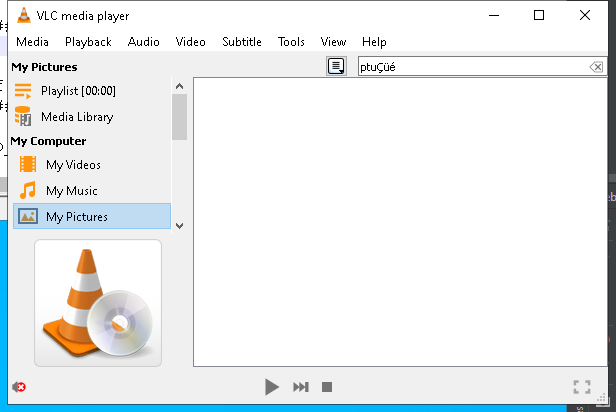 VLC media player
Media Playback Audio Video Subtitle Tools View Help
My Pictures
ptuÇüé
Playlist [00:00]
Media Library
My Computer
My Videos
My Music
My Pictures